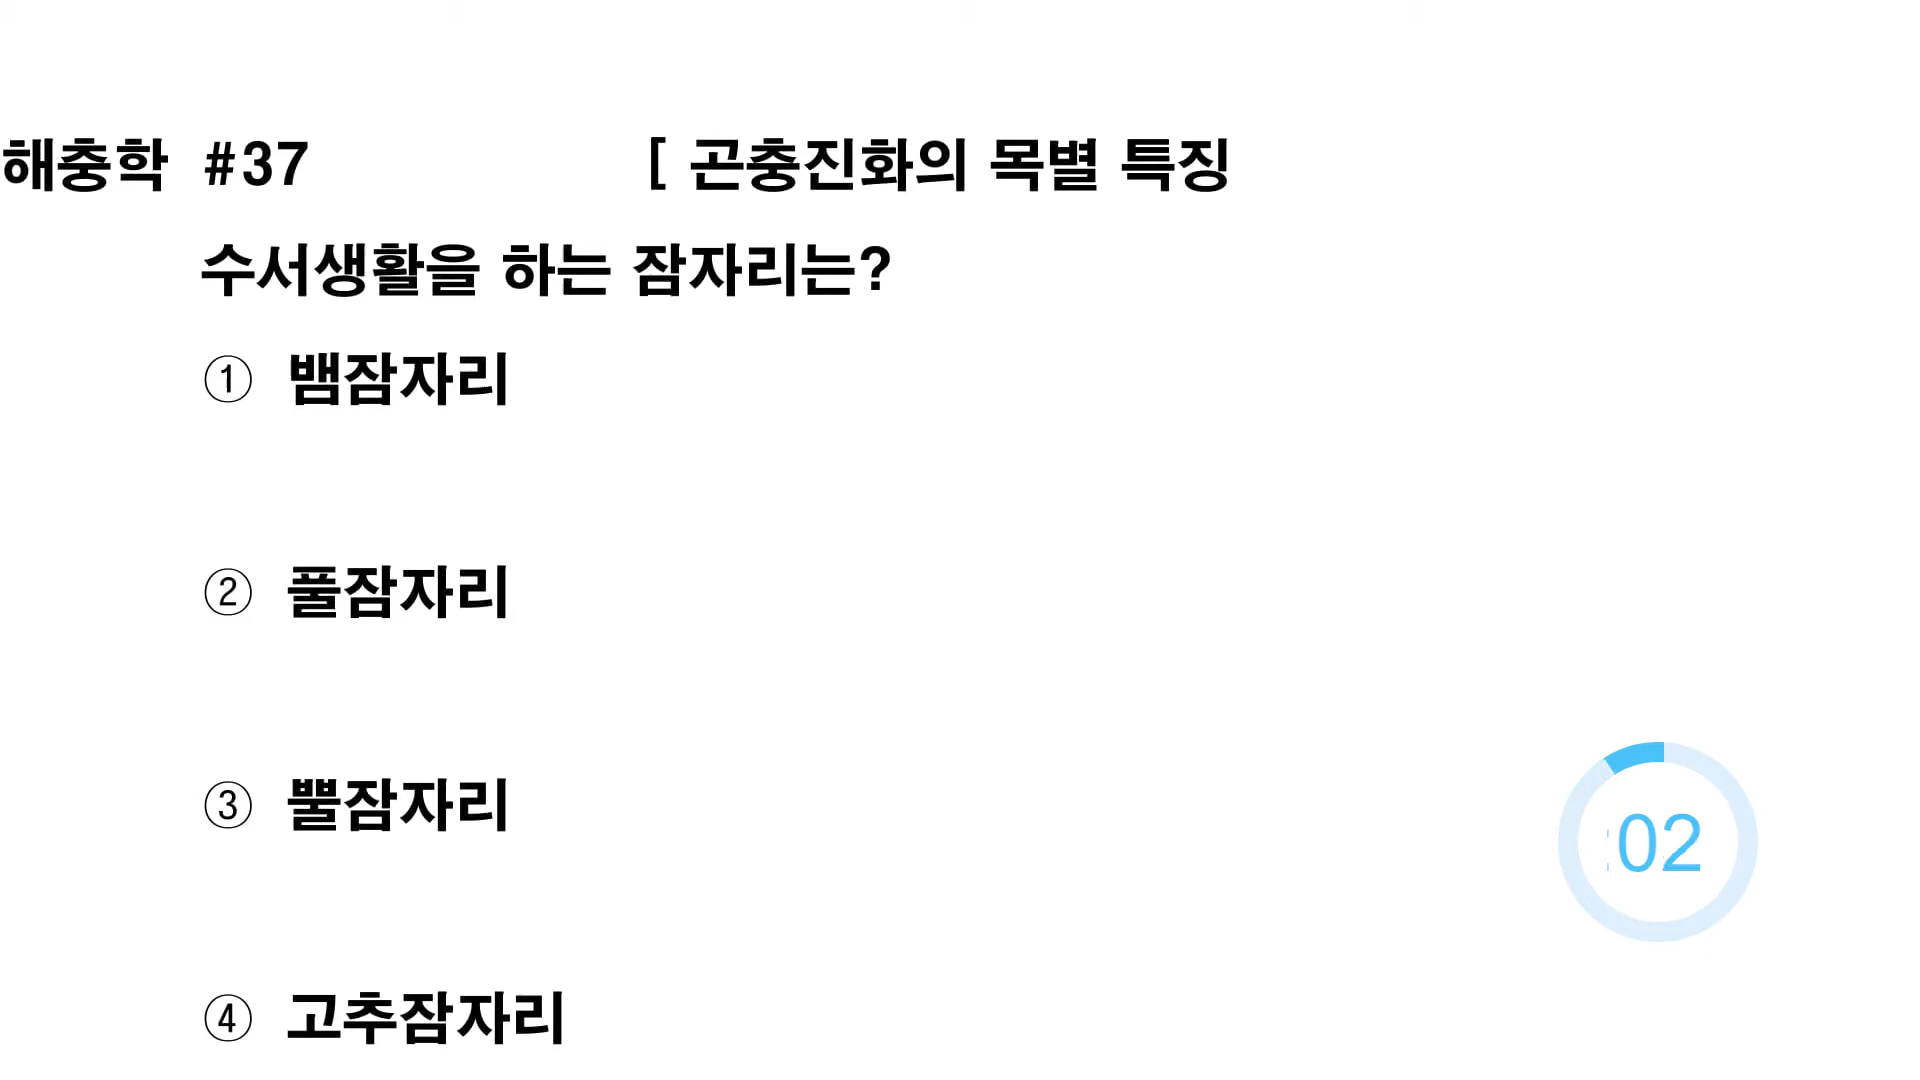 해충학 #37 [ 곤충진화의 목별 특징
수서생활을 하는 잠자리는?
① 뱀잠자리
② 풀잠자리
③ 뿔잠자리
④ 고추잠자리
:02